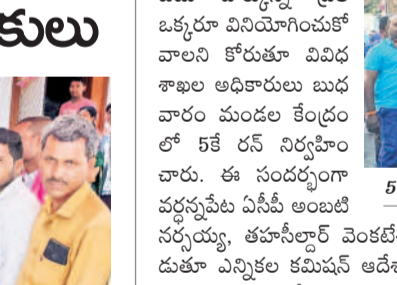 కులు
ఒక్కరూ వినియోగించుకో
వాలని కోరుతూ వివిధ
శాఖల అధికారులు బుధ
వారం మండల కేంద్రం
లో 5కే రన్ నిర్వహిం
చారు. ఈ సందర్భంగా
వర్ధన్నపేట ఏసీపీ అంబటి
నర్సయ్య, తహసీల్దార్ వెంకటే
డుతూ ఎన్నికల కమిషన్ ఆదేశ
5